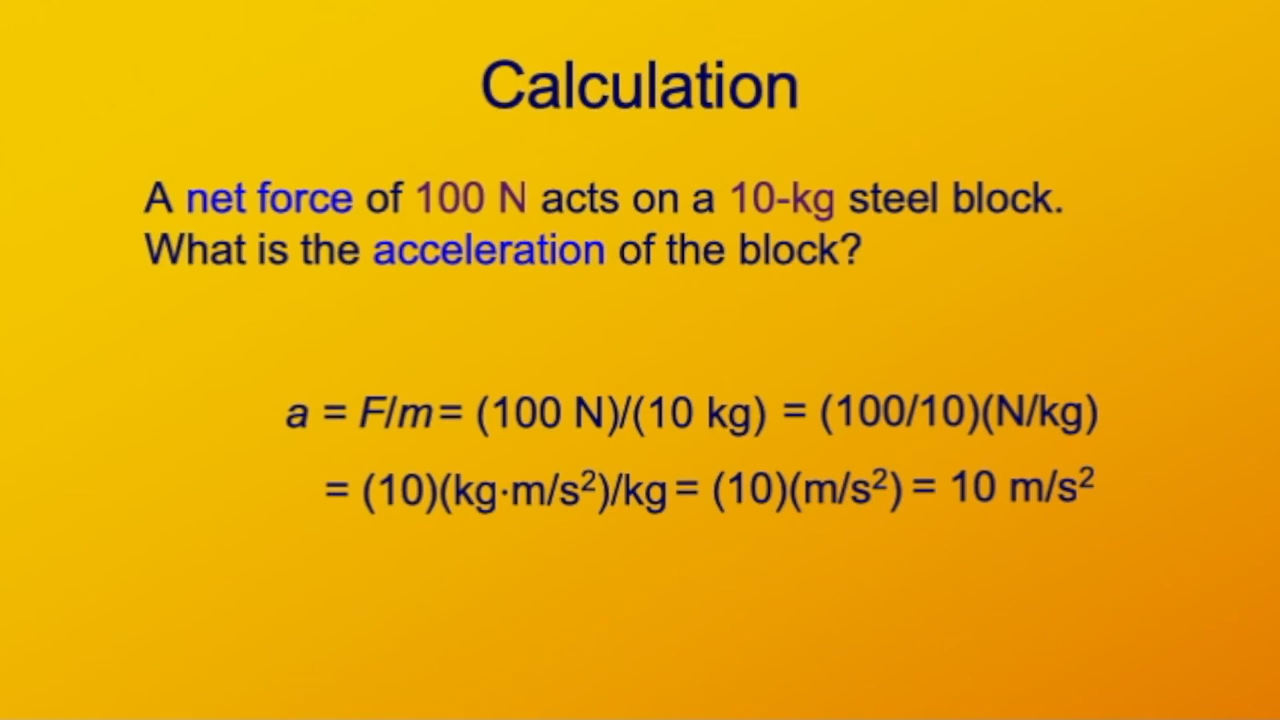 Calculation
A net force of 100 N acts on a 10-kg steel block.
What is the acceleration of the block?
a = F/m = (100 N)/(10 kg) = (100/10)(N/kg)
= (10)(kg·m/s²)/kg = (10)(m/s²) = 10 m/s²